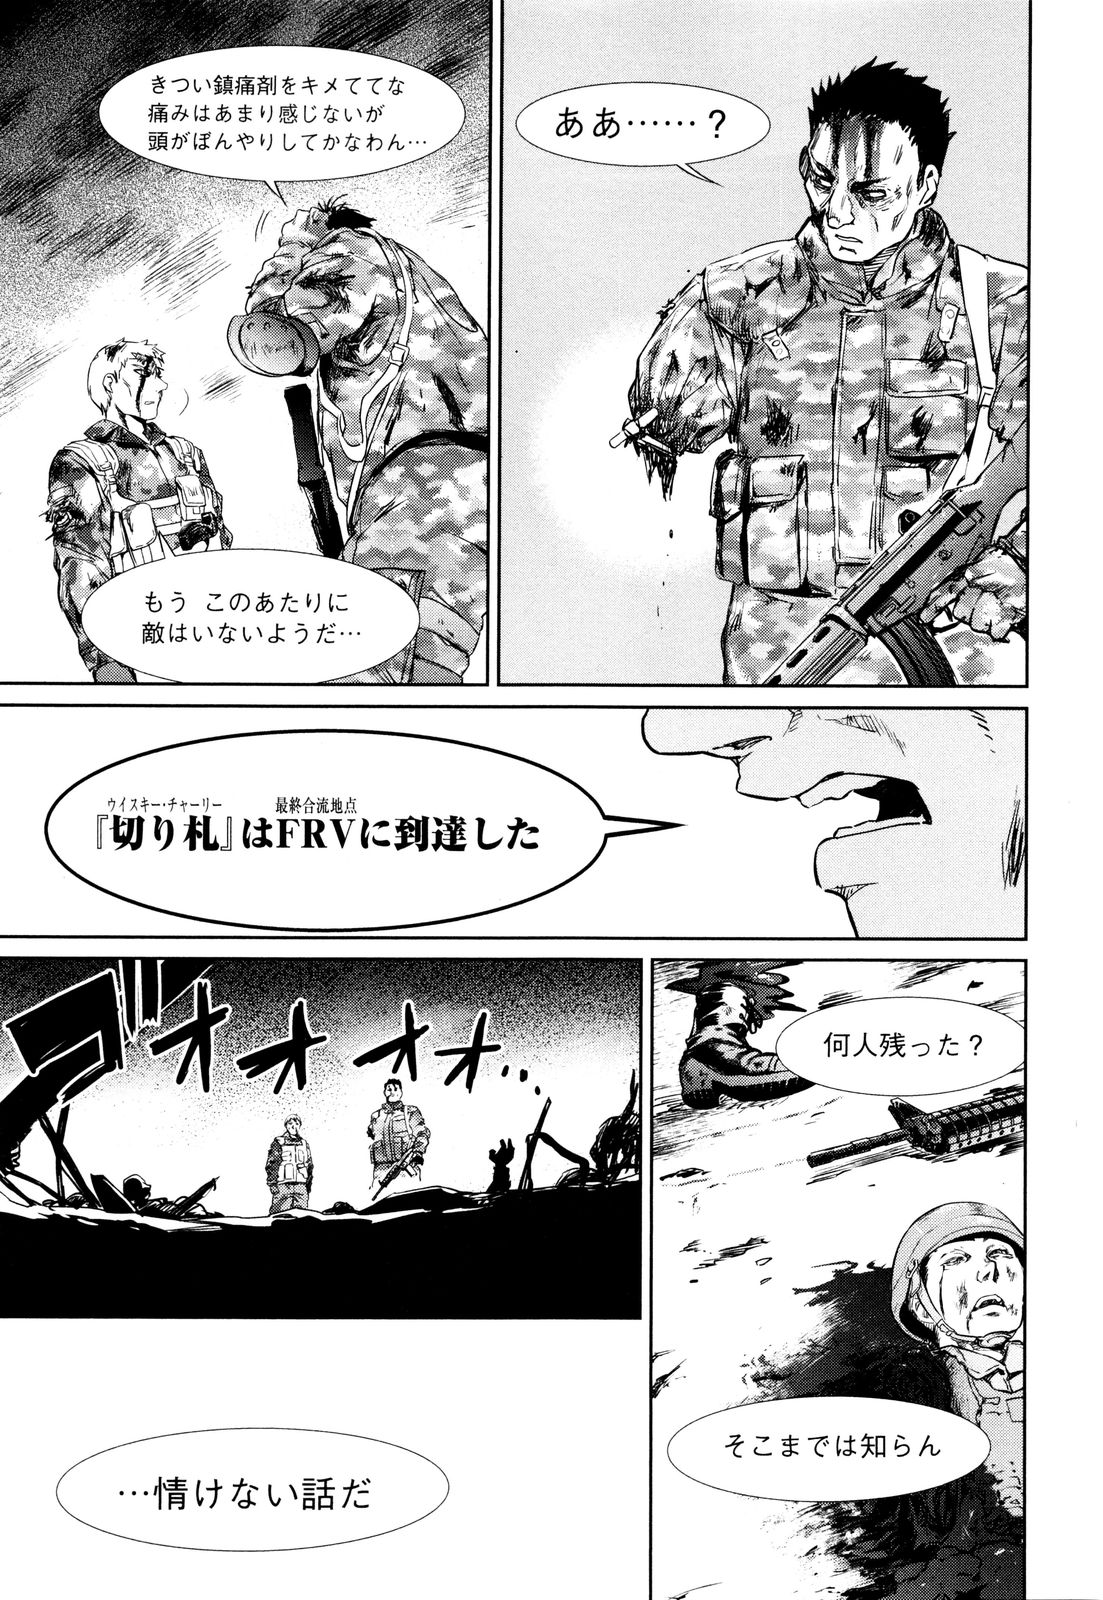 ああ……？
きつい鎮痛剤をキメててな
痛みはあまり感じないが
頭がぼんやりしてかなわん…
もう このあたりに
敵はいないようだ…
ウイスキー・チャーリー 最終合流地点
『切り札』はFRVに到達した
何人残った？
そこまでは知らん
ゴオオオオ…
…情けない話だ